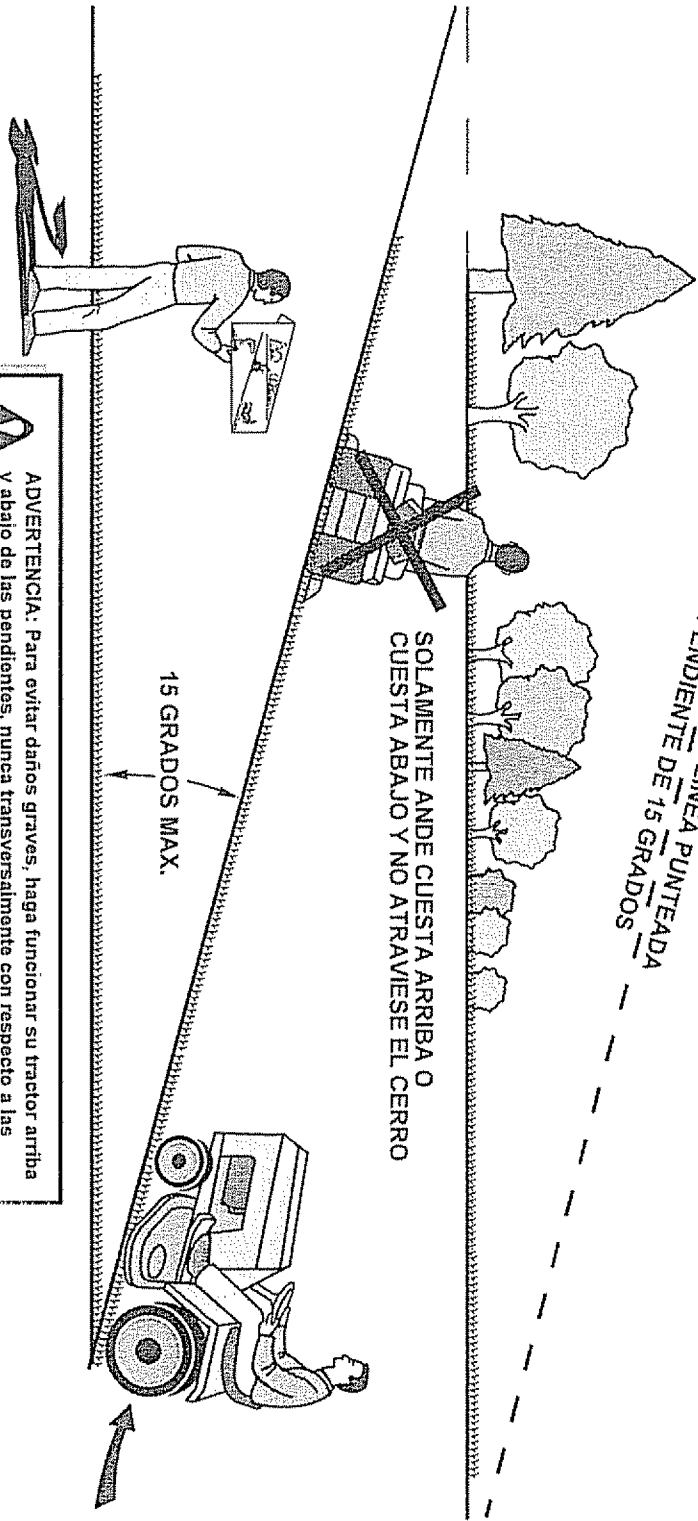 LINEA PUNTEADA
PENDIENTE DE 15 GRADOS
SOLAMENTE ANDE CUESTA ARRIBA O
CUESTA ABAJO Y NO ATRAVIESE EL CERRO
15 GRADOS MAX.
ADVERTENCIA: Para evitar daños graves, haga funcionar su tractor arriba
y abajo de las pendientes, nunca transversalmente con respecto a las